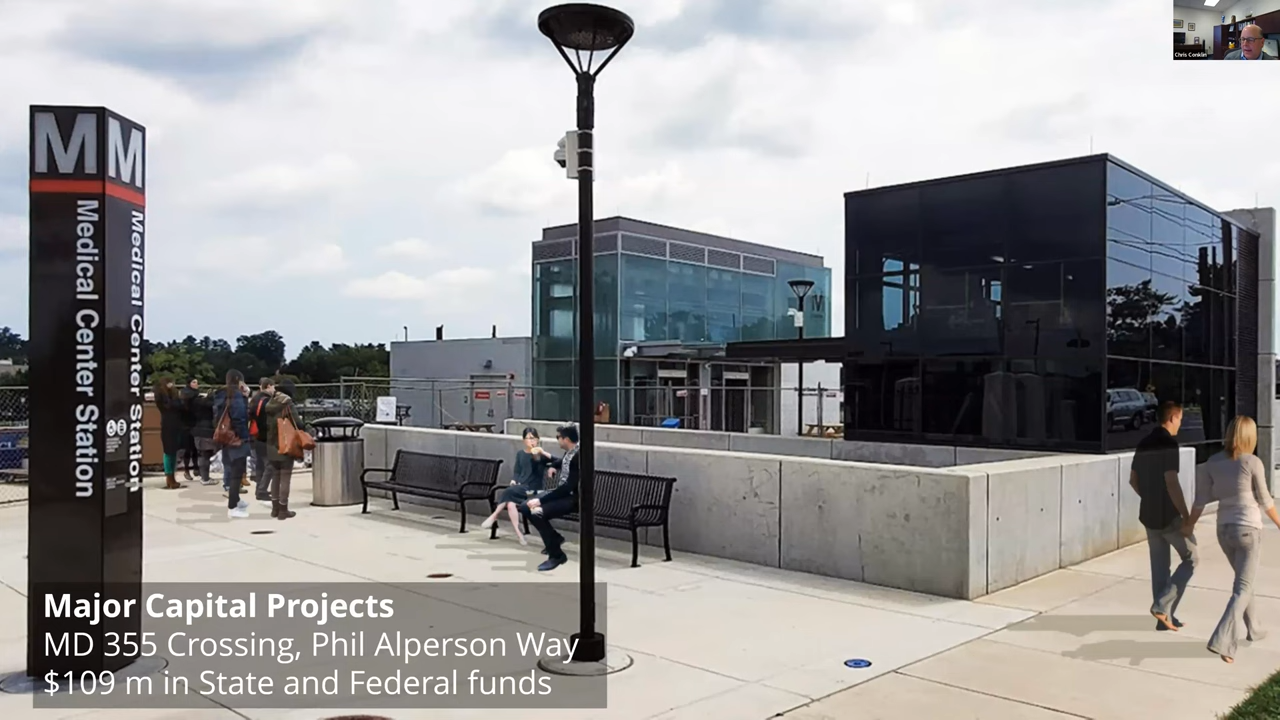 Chris Conklin
M M
Medical Center Station
Medical Center Station
M
Major Capital Projects
MD 355 Crossing, Phil Alperson Way
$109 m in State and Federal funds